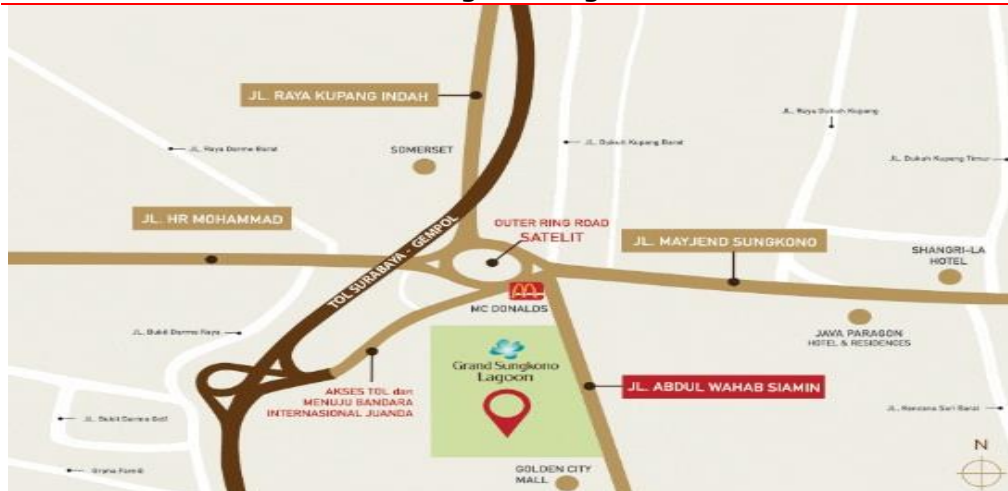 JL. RAYA KUPANG INDAH
JL. Raya Dukuh Kupang
JL. Raya Darmo Barat
SOMERSET
JL. Dukuh Kupang Barat
JL. Dukuh Kupang Timur
JL. HR MOHAMMAD
OUTER RING ROAD
SATELIT
JL. MAYJEND SUNGKONO
SHANGRI-LA
HOTEL
TOL SURABAYA - GEMPOL
MC DONALDS
JL. Bukit Darmo Raya
JAVA PARAGON
HOTEL & RESIDENCES
Grand Sungkono
Lagoon
AKSES TOL dan
MENUJU BANDARA
INTERNASIONAL JUANDA
JL. ABDUL WAHAB SIAMIN
JL. Bukit Darmo Golf
JL. Kencana Sari Barat
N
GOLDEN CITY
MALL